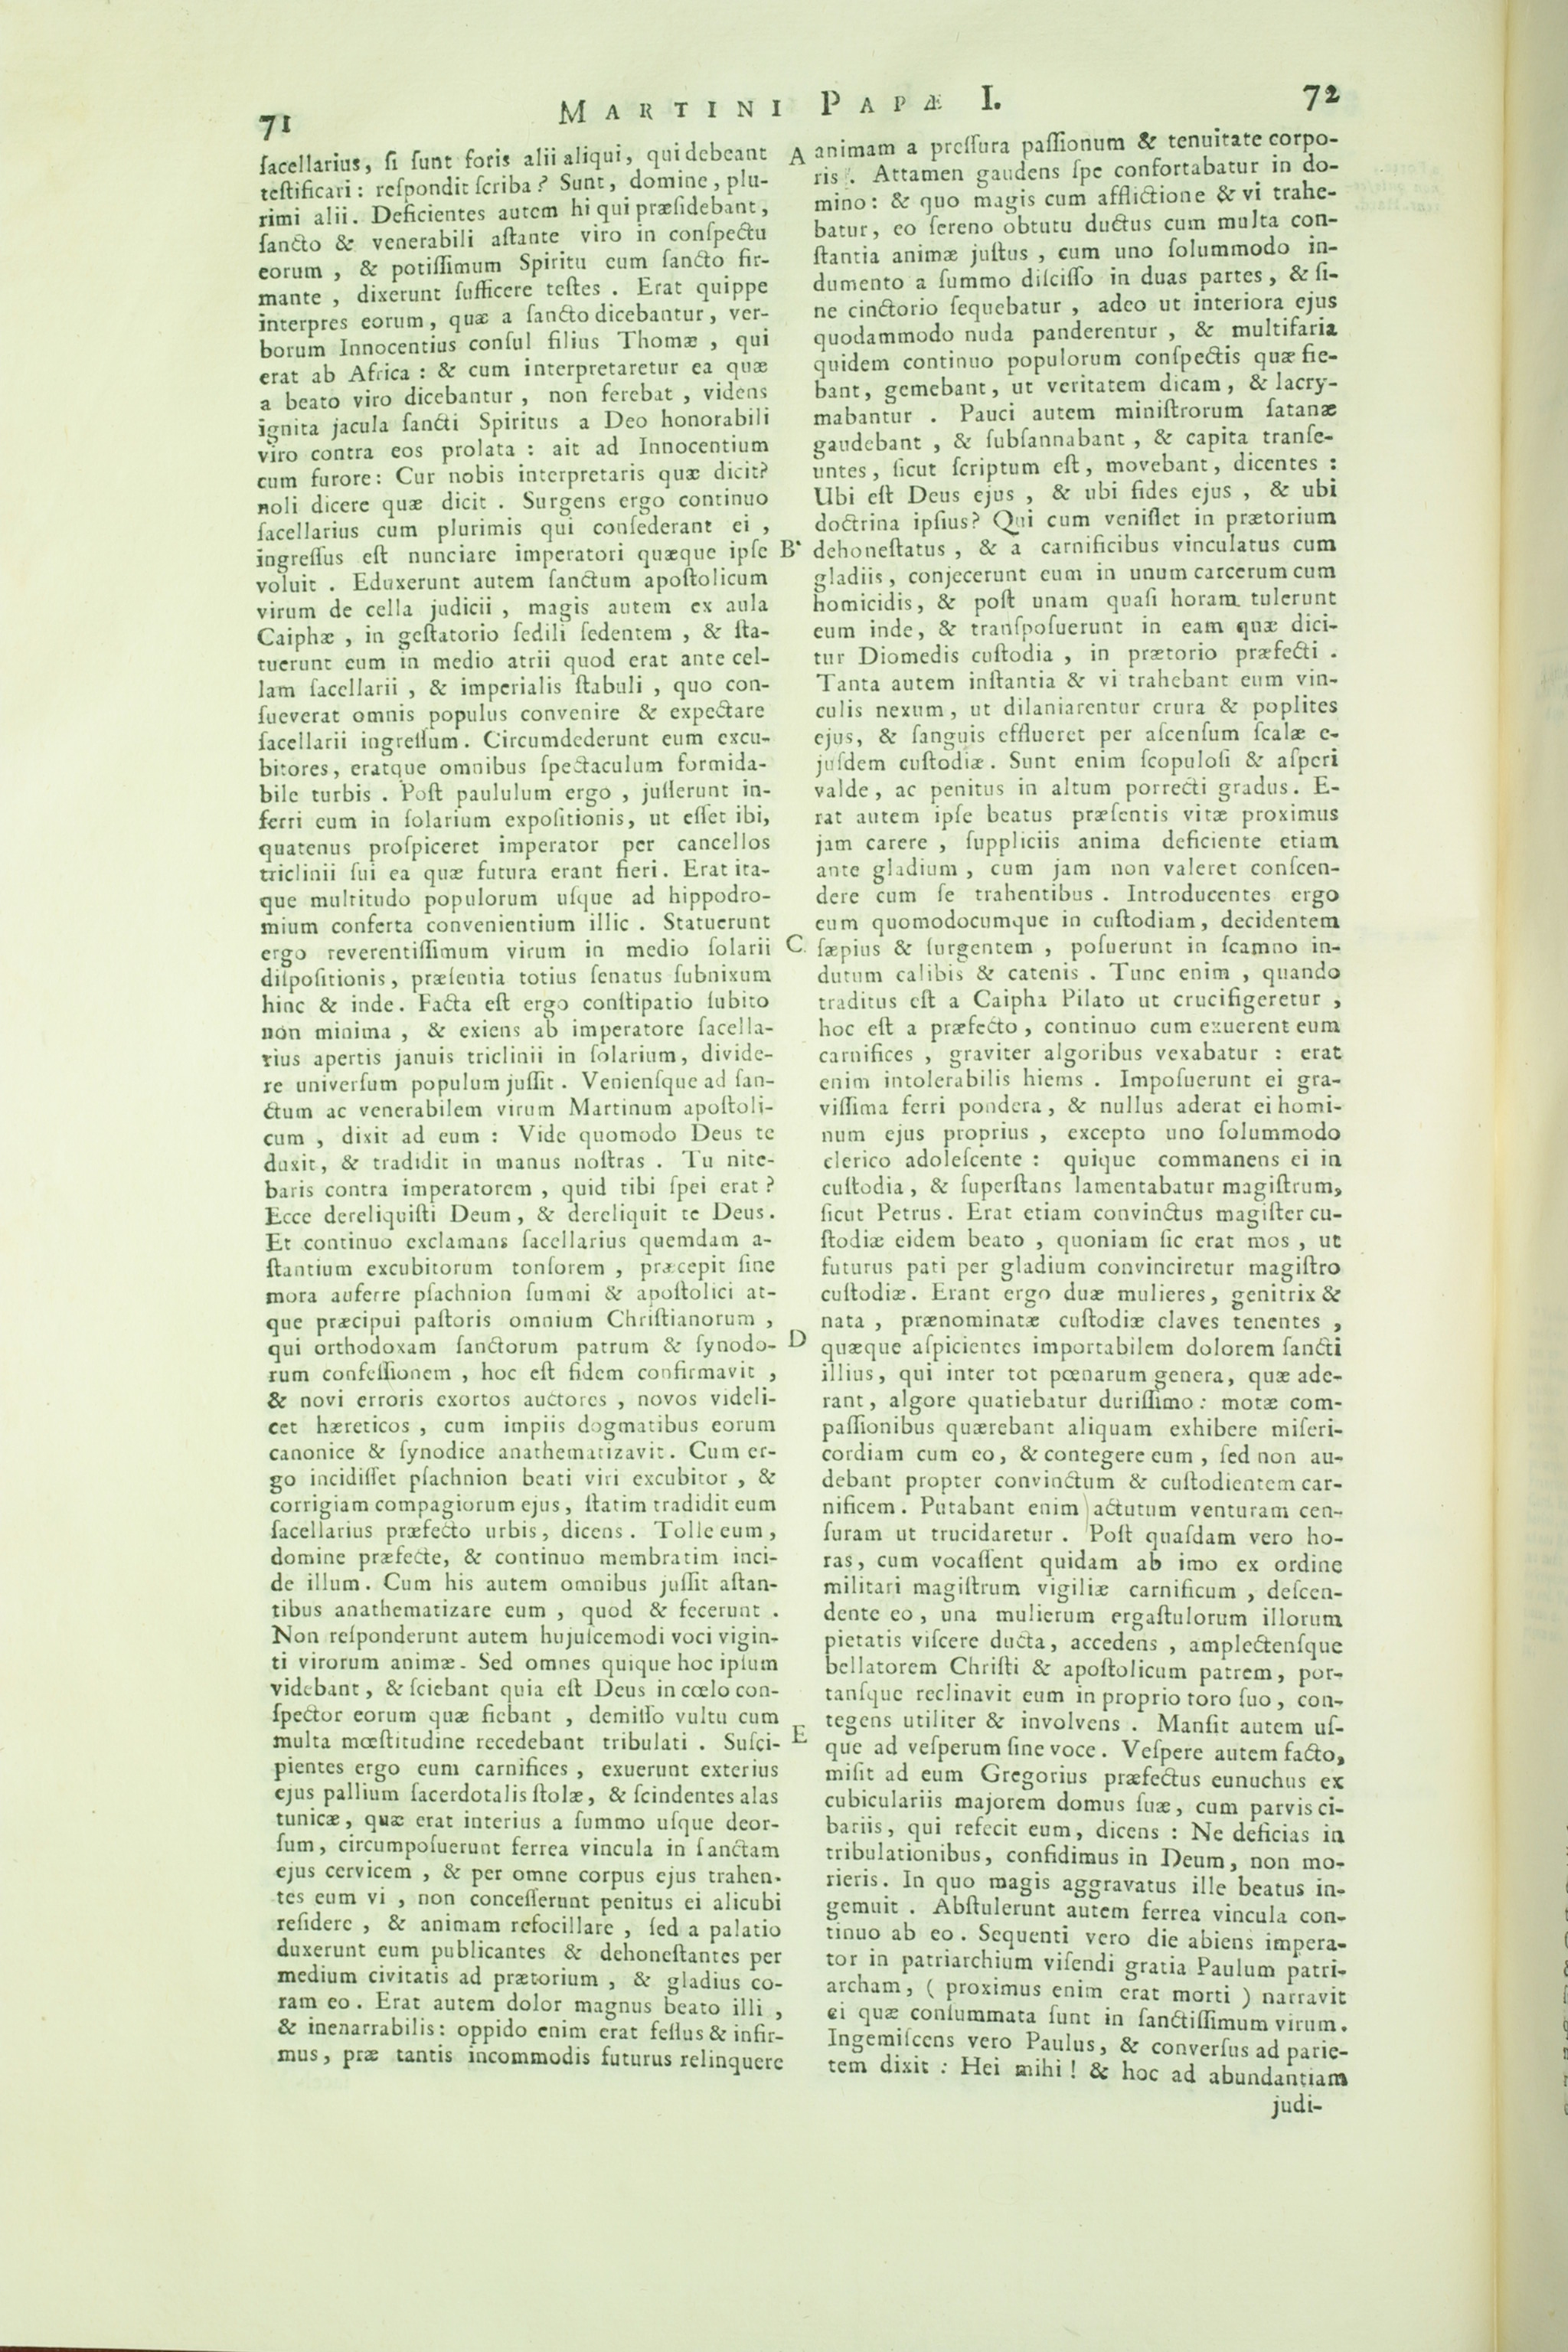 71
MARTINI PAPÆ I.
72
ſacellarius, ſi ſunt foris alii aliqui, qui debeant
teſtificari: reſpondit ſcriba? Sunt, domine, plu-
rimi alii. Deficientes autem hi qui præſidebant,
ſancto & venerabili aſtante viro in conſpectu
eorum, & potiſſimum Spiritu eum ſancto fir-
mante, dixerunt ſufficere teſtes. Erat quippe
interpres eorum, quæ a ſancto dicebantur, ver-
borum Innocentius conſul filius Thomæ, qui
erat ab Africa: & cum interpretaretur ea quæ
a beato viro dicebantur, non ferebat, videns
ignita jacula ſancti Spiritus a Deo honorabili
viro contra eos prolata: ait ad Innocentium
cum furore: Cur nobis interpretaris quæ dicit?
noli dicere quæ dicit. Surgens ergo continuo
ſacellarius cum plurimis qui conſederant ei,
ingreſſus eſt nunciare imperatori quæque ipſe
voluit. Eduxerunt autem ſanctum apoſtolicum
virum de cella judicii, magis autem ex aula
Caiphæ, in geſtatorio ſedili ſedentem, & ſta-
tuerunt eum in medio atrii quod erat ante cel-
lam ſacellarii, & imperialis ſtabuli, quo con-
ſueverat omnis populus convenire & expectare
ſacellarii ingreſſum. Circumdederunt eum excu-
bitores, eratque omnibus ſpectaculum formida-
bile turbis. Poſt paululum ergo, juſſerunt in-
ferri eum in ſolarium expoſitionis, ut eſſet ibi,
quatenus proſpiceret imperator per cancellos
triclinii ſui ea quæ futura erant fieri. Erat ita-
que multitudo populorum uſque ad hippodro-
mium conferta convenientium illic. Statuerunt
ergo reverentiſſimum virum in medio ſolarii
diſpoſitionis, præſentia totius ſenatus ſubnixum
hinc & inde. Facta eſt ergo conſtipatio ſubito
non minima, & exiens ab imperatore ſacella-
rius apertis januis triclinii in ſolarium, divide-
re univerſum populum juſſit. Venienſque ad ſan-
ctum ac venerabilem virum Martinum apoſtoli-
cum, dixit ad eum: Vide quomodo Deus te
duxit, & tradidit in manus noſtras. Tu nite-
baris contra imperatorem, quid tibi ſpei erat?
Ecce dereliquiſti Deum, & dereliquit te Deus.
Et continuo exclamans ſacellarius quemdam a-
ſtantium excubitorum tonſorem, præcepit ſine
mora auferre pſachnion ſummi & apoſtolici at-
que præcipui paſtoris omnium Chriſtianorum,
qui orthodoxam ſanctorum patrum & ſynodo-
rum confeſſionem, hoc eſt fidem confirmavit,
& novi erroris exortos auctores, novos videli-
cet hæreticos, cum impiis dogmatibus eorum
canonice & ſynodice anathematizavit. Cum er-
go incidiſſet pſachnion beati viri excubitor, &
corrigiam compagiorum ejus, ſtatim tradidit eum
ſacellarius præfecto urbis, dicens. Tolle eum,
domine præfecte, & continuo membratim inci-
de illum. Cum his autem omnibus juſſit aſtan-
tibus anathematizare eum, quod & fecerunt.
Non reſponderunt autem hujuſcemodi voci vigin-
ti virorum animæ. Sed omnes quique hoc ipſum
videbant, & ſciebant quia eſt Deus in cœlo con-
ſpector eorum quæ fiebant, demiſſo vultu cum
multa mœſtitudine recedebant tribulati. Suſci-
pientes ergo eum carnifices, exuerunt exterius
ejus pallium ſacerdotalis ſtolæ, & ſcindentes alas
tunicæ, quæ erat interius a ſummo uſque deor-
ſum, circumpoſuerunt ferrea vincula in ſanctam
ejus cervicem, & per omne corpus ejus trahen-
tes eum vi, non conceſſerunt penitus ei alicubi
reſidere, & animam refocillare, ſed a palatio
duxerunt eum publicantes & dehoneſtantes per
medium civitatis ad prætorium, & gladius co-
ram eo. Erat autem dolor magnus beato illi,
& inenarrabilis: oppido enim erat feſſus & infir-
mus, præ tantis incommodis futurus relinquere
A
B
C
D
E
animam a preſſura paſſionum & tenuitate corpo-
ris. Attamen gaudens ſpe confortabatur in do-
mino: & quo magis cum afflictione & vi trahe-
batur, eo ſereno obtutu ductus cum multa con-
ſtantia animæ juſtus, cum uno ſolummodo in-
dumento a ſummo diſciſſo in duas partes, & ſi-
ne cinctorio ſequebatur, adeo ut interiora ejus
quodammodo nuda panderentur, & multifaria
quidem continuo populorum conſpectis quæ fie-
bant, gemebant, ut veritatem dicam, & lacry-
mabantur. Pauci autem miniſtrorum ſatanæ
gaudebant, & ſubſannabant, & capita tranſe-
untes, ſicut ſcriptum eſt, movebant, dicentes:
Ubi eſt Deus ejus, & ubi fides ejus, & ubi
doctrina ipſius? Qui cum veniſſet in prætorium
dehoneſtatus, & a carnificibus vinculatus cum
gladiis, conjecerunt eum in unum carcerum cum
homicidis, & poſt unam quaſi horam tulerunt
eum inde, & tranſpoſuerunt in eam quæ dici-
tur Diomedis cuſtodia, in prætorio præfecti.
Tanta autem inſtantia & vi trahebant eum vin-
culis nexum, ut dilaniarentur crura & poplites
ejus, & ſanguis efflueret per aſcenſum ſcalæ e-
juſdem cuſtodiæ. Sunt enim ſcopuloſi & aſperi
valde, ac penitus in altum porrecti gradus. E-
rat autem ipſe beatus præſentis vitæ proximus
jam carere, ſuppliciis anima deficiente etiam
ante gladium, cum jam non valeret conſcen-
dere cum ſe trahentibus. Introducentes ergo
eum quomodocumque in cuſtodiam, decidentem
ſæpius & ſurgentem, poſuerunt in ſcamno in-
dutum calibis & catenis. Tunc enim, quando
traditus eſt a Caipha Pilato ut crucifigeretur,
hoc eſt a præfecto, continuo cum exuerent eum
carnifices, graviter algoribus vexabatur: erat
enim intolerabilis hiems. Impoſuerunt ei gra-
viſſima ferri pondera, & nullus aderat ei homi-
num ejus proprius, excepto uno ſolummodo
clerico adoleſcente: quique commanens ei in
cuſtodia, & ſuperſtans lamentabatur magiſtrum,
ſicut Petrus. Erat etiam convinctus magiſter cu-
ſtodiæ eidem beato, quoniam ſic erat mos, ut
futurus pati per gladium convinciretur magiſtro
cuſtodiæ. Erant ergo duæ mulieres, genitrix &
nata, prænominatæ cuſtodiæ claves tenentes,
quæque aſpicientes importabilem dolorem ſancti
illius, qui inter tot pœnarum genera, quæ ade-
rant, algore quatiebatur duriſſimo: motæ com-
paſſionibus quærebant aliquam exhibere miſeri-
cordiam cum eo, & contegere eum, ſed non au-
debant propter convinctum & cuſtodientem car-
nificem. Putabant enim actutum venturam cen-
ſuram ut trucidaretur. Poſt quaſdam vero ho-
ras, cum vocaſſent quidam ab imo ex ordine
militari magiſtrum vigiliæ carnificum, deſcen-
dente eo, una mulierum ergaſtulorum illorum
pietatis viſcere ducta, accedens, amplectenſque
bellatorem Chriſti & apoſtolicum patrem, por-
tanſque reclinavit eum in proprio toro ſuo, con-
tegens utiliter & involvens. Manſit autem uſ-
que ad veſperum ſine voce. Veſpere autem facto,
miſit ad eum Gregorius præfectus eunuchus ex
cubiculariis majorem domus ſuæ, cum parvis ci-
bariis, qui refecit eum, dicens: Ne deficias in
tribulationibus, confidimus in Deum, non mo-
rieris. In quo magis aggravatus ille beatus in-
gemuit. Abſtulerunt autem ferrea vincula con-
tinuo ab eo. Sequenti vero die abiens impera-
tor in patriarchium viſendi gratia Paulum patri-
archam, ( proximus enim erat morti ) narravit
ei quæ conſummata ſunt in ſanctiſſimum virum.
Ingemiſcens vero Paulus, & converſus ad parie-
tem dixit: Hei mihi! & hoc ad abundantiam
judi-